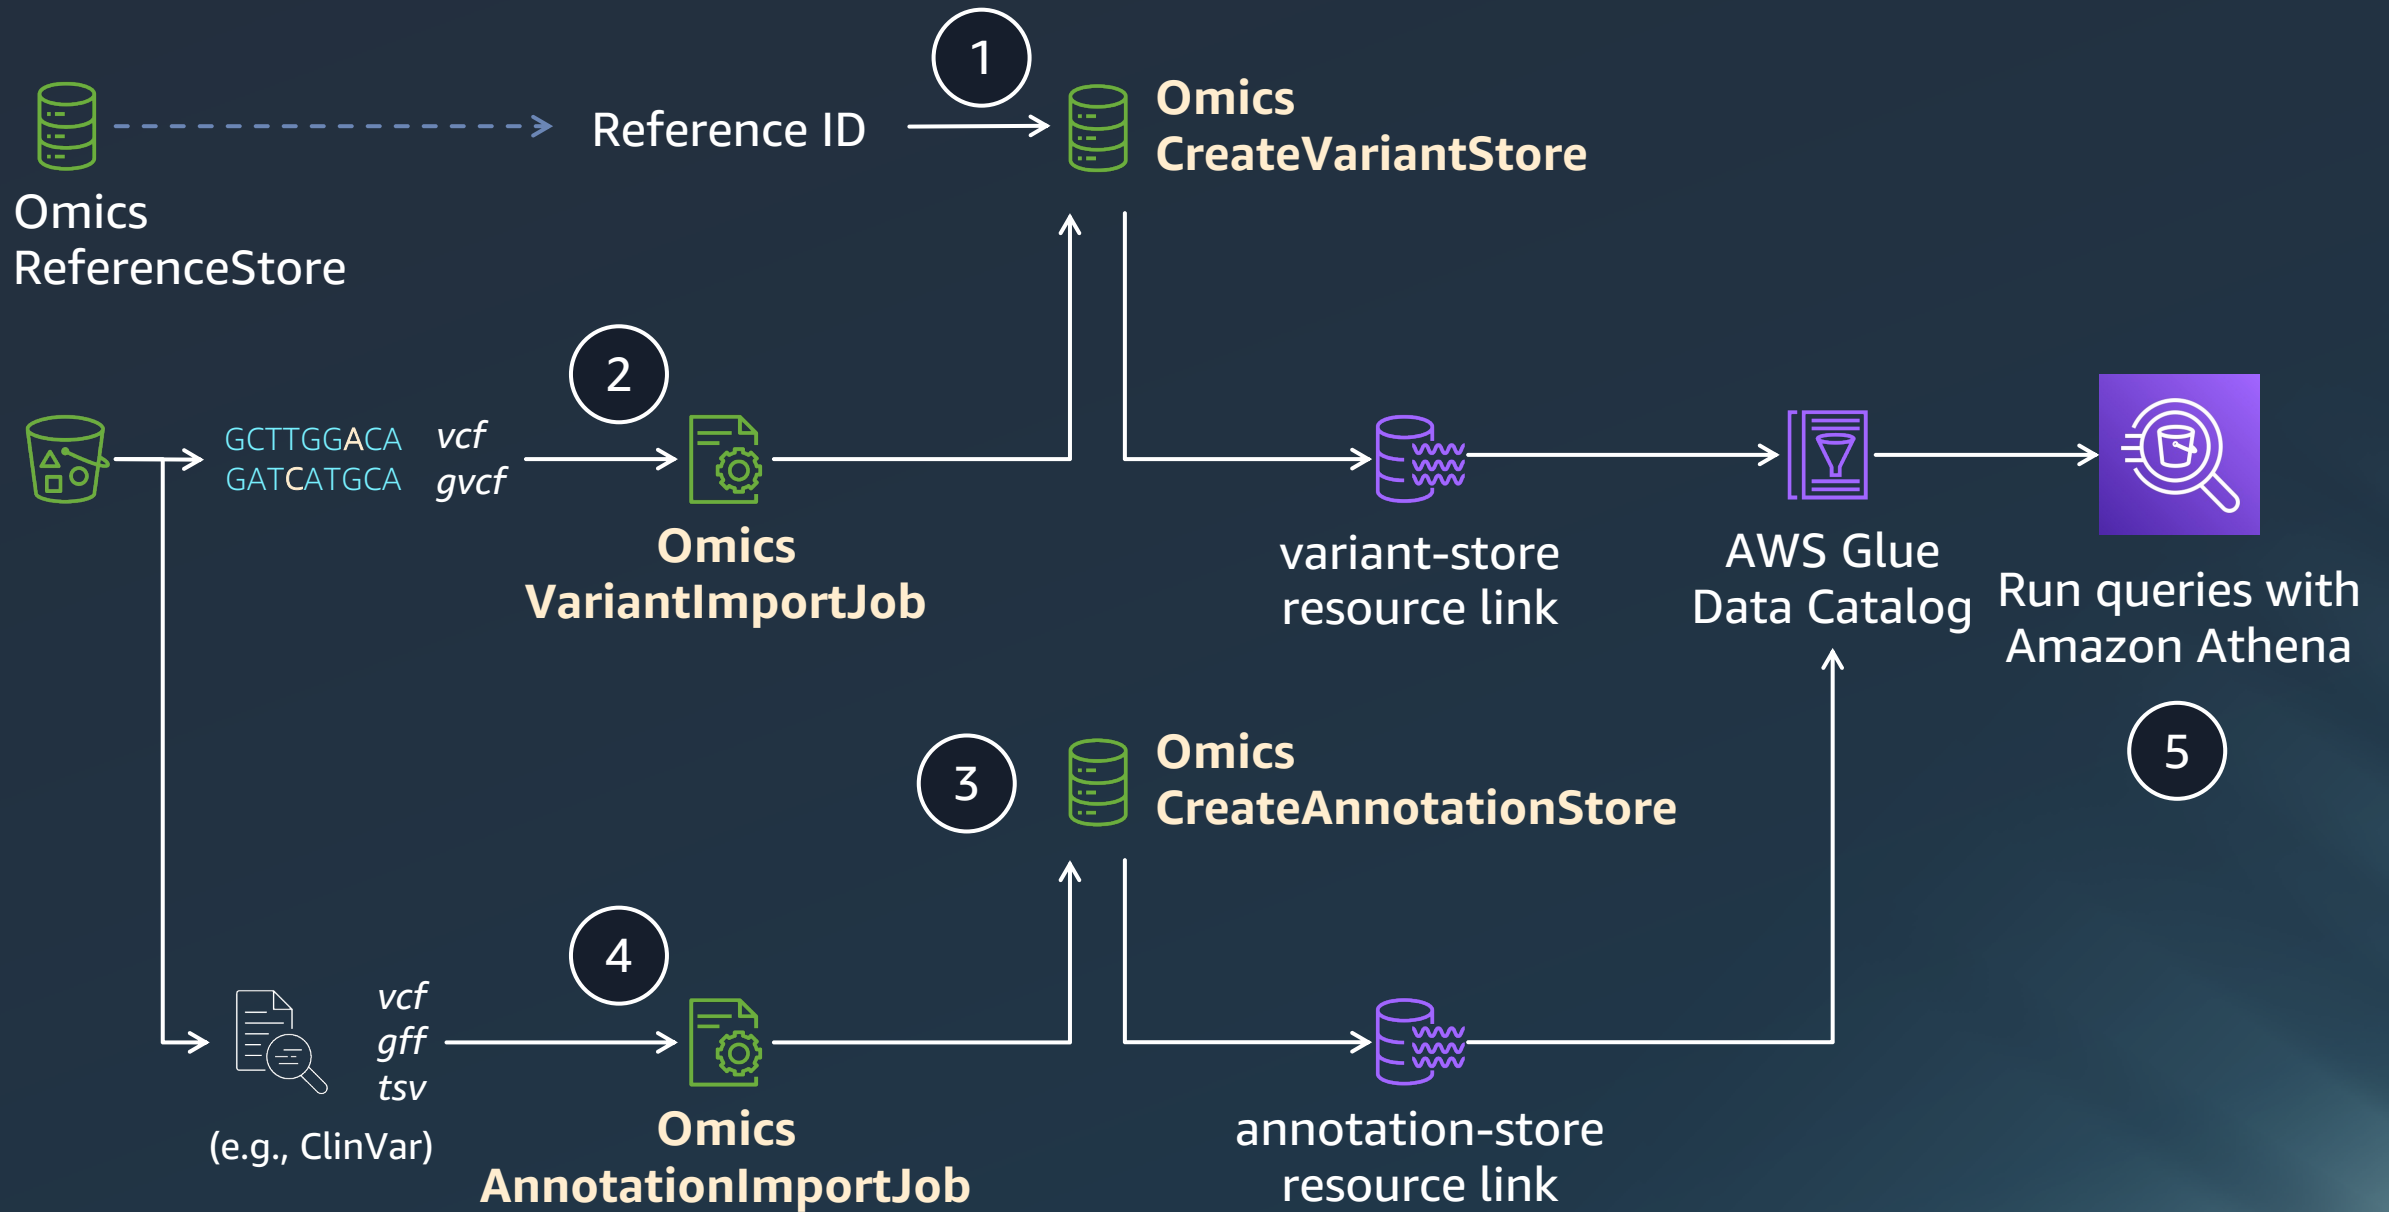 1
Omics
CreateVariantStore
Reference ID
Omics
ReferenceStore
2
GCTTGGACA
GATCATGCA
vcf
gvcf
Omics
VariantImportJob
variant-store
resource link
AWS Glue
Data Catalog
Run queries with
Amazon Athena
5
3
Omics
CreateAnnotationStore
4
vcf
gff
tsv
(e.g., ClinVar)
Omics
AnnotationImportJob
annotation-store
resource link